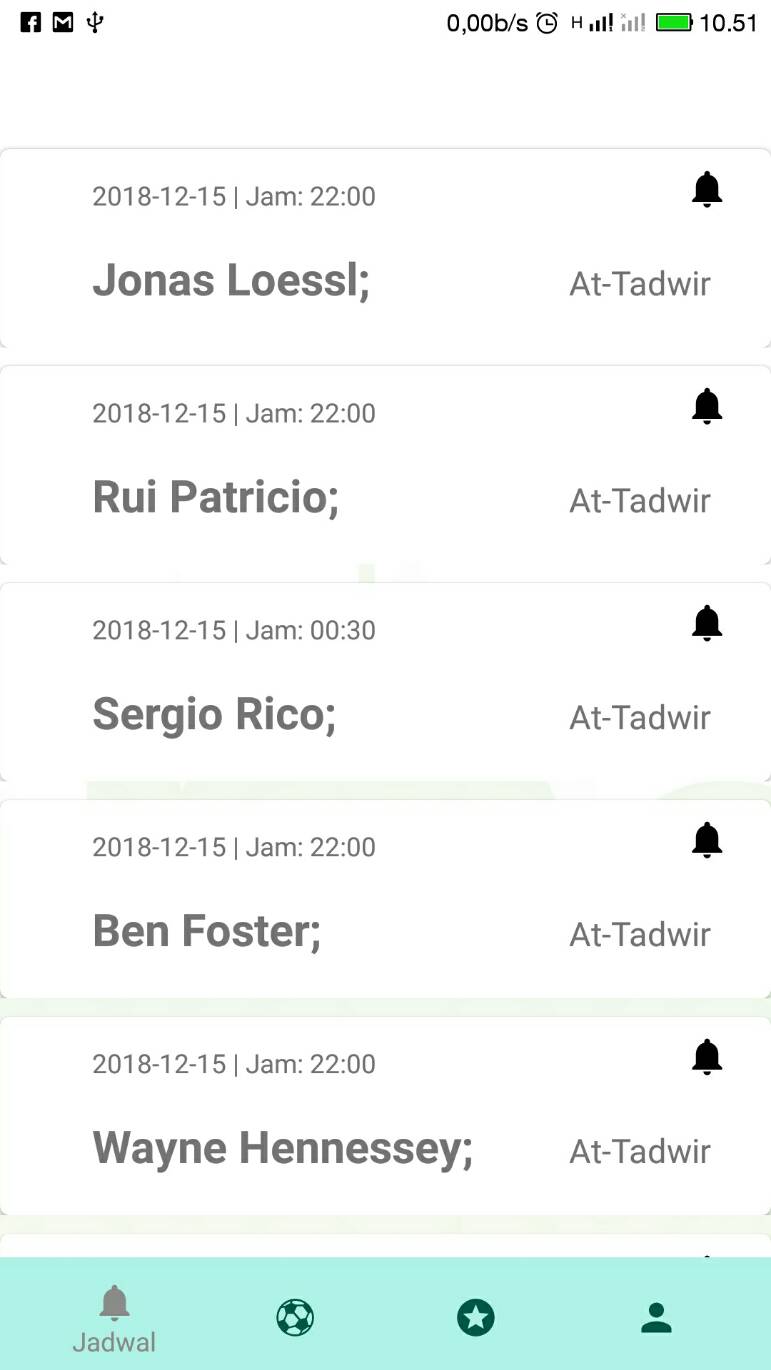 0,00b/s H 10.51
2018-12-15 | Jam: 22:00
Jonas Loessl; At-Tadwir
2018-12-15 | Jam: 22:00
Rui Patricio; At-Tadwir
2018-12-15 | Jam: 00:30
Sergio Rico; At-Tadwir
2018-12-15 | Jam: 22:00
Ben Foster; At-Tadwir
2018-12-15 | Jam: 22:00
Wayne Hennessey; At-Tadwir
Jadwal